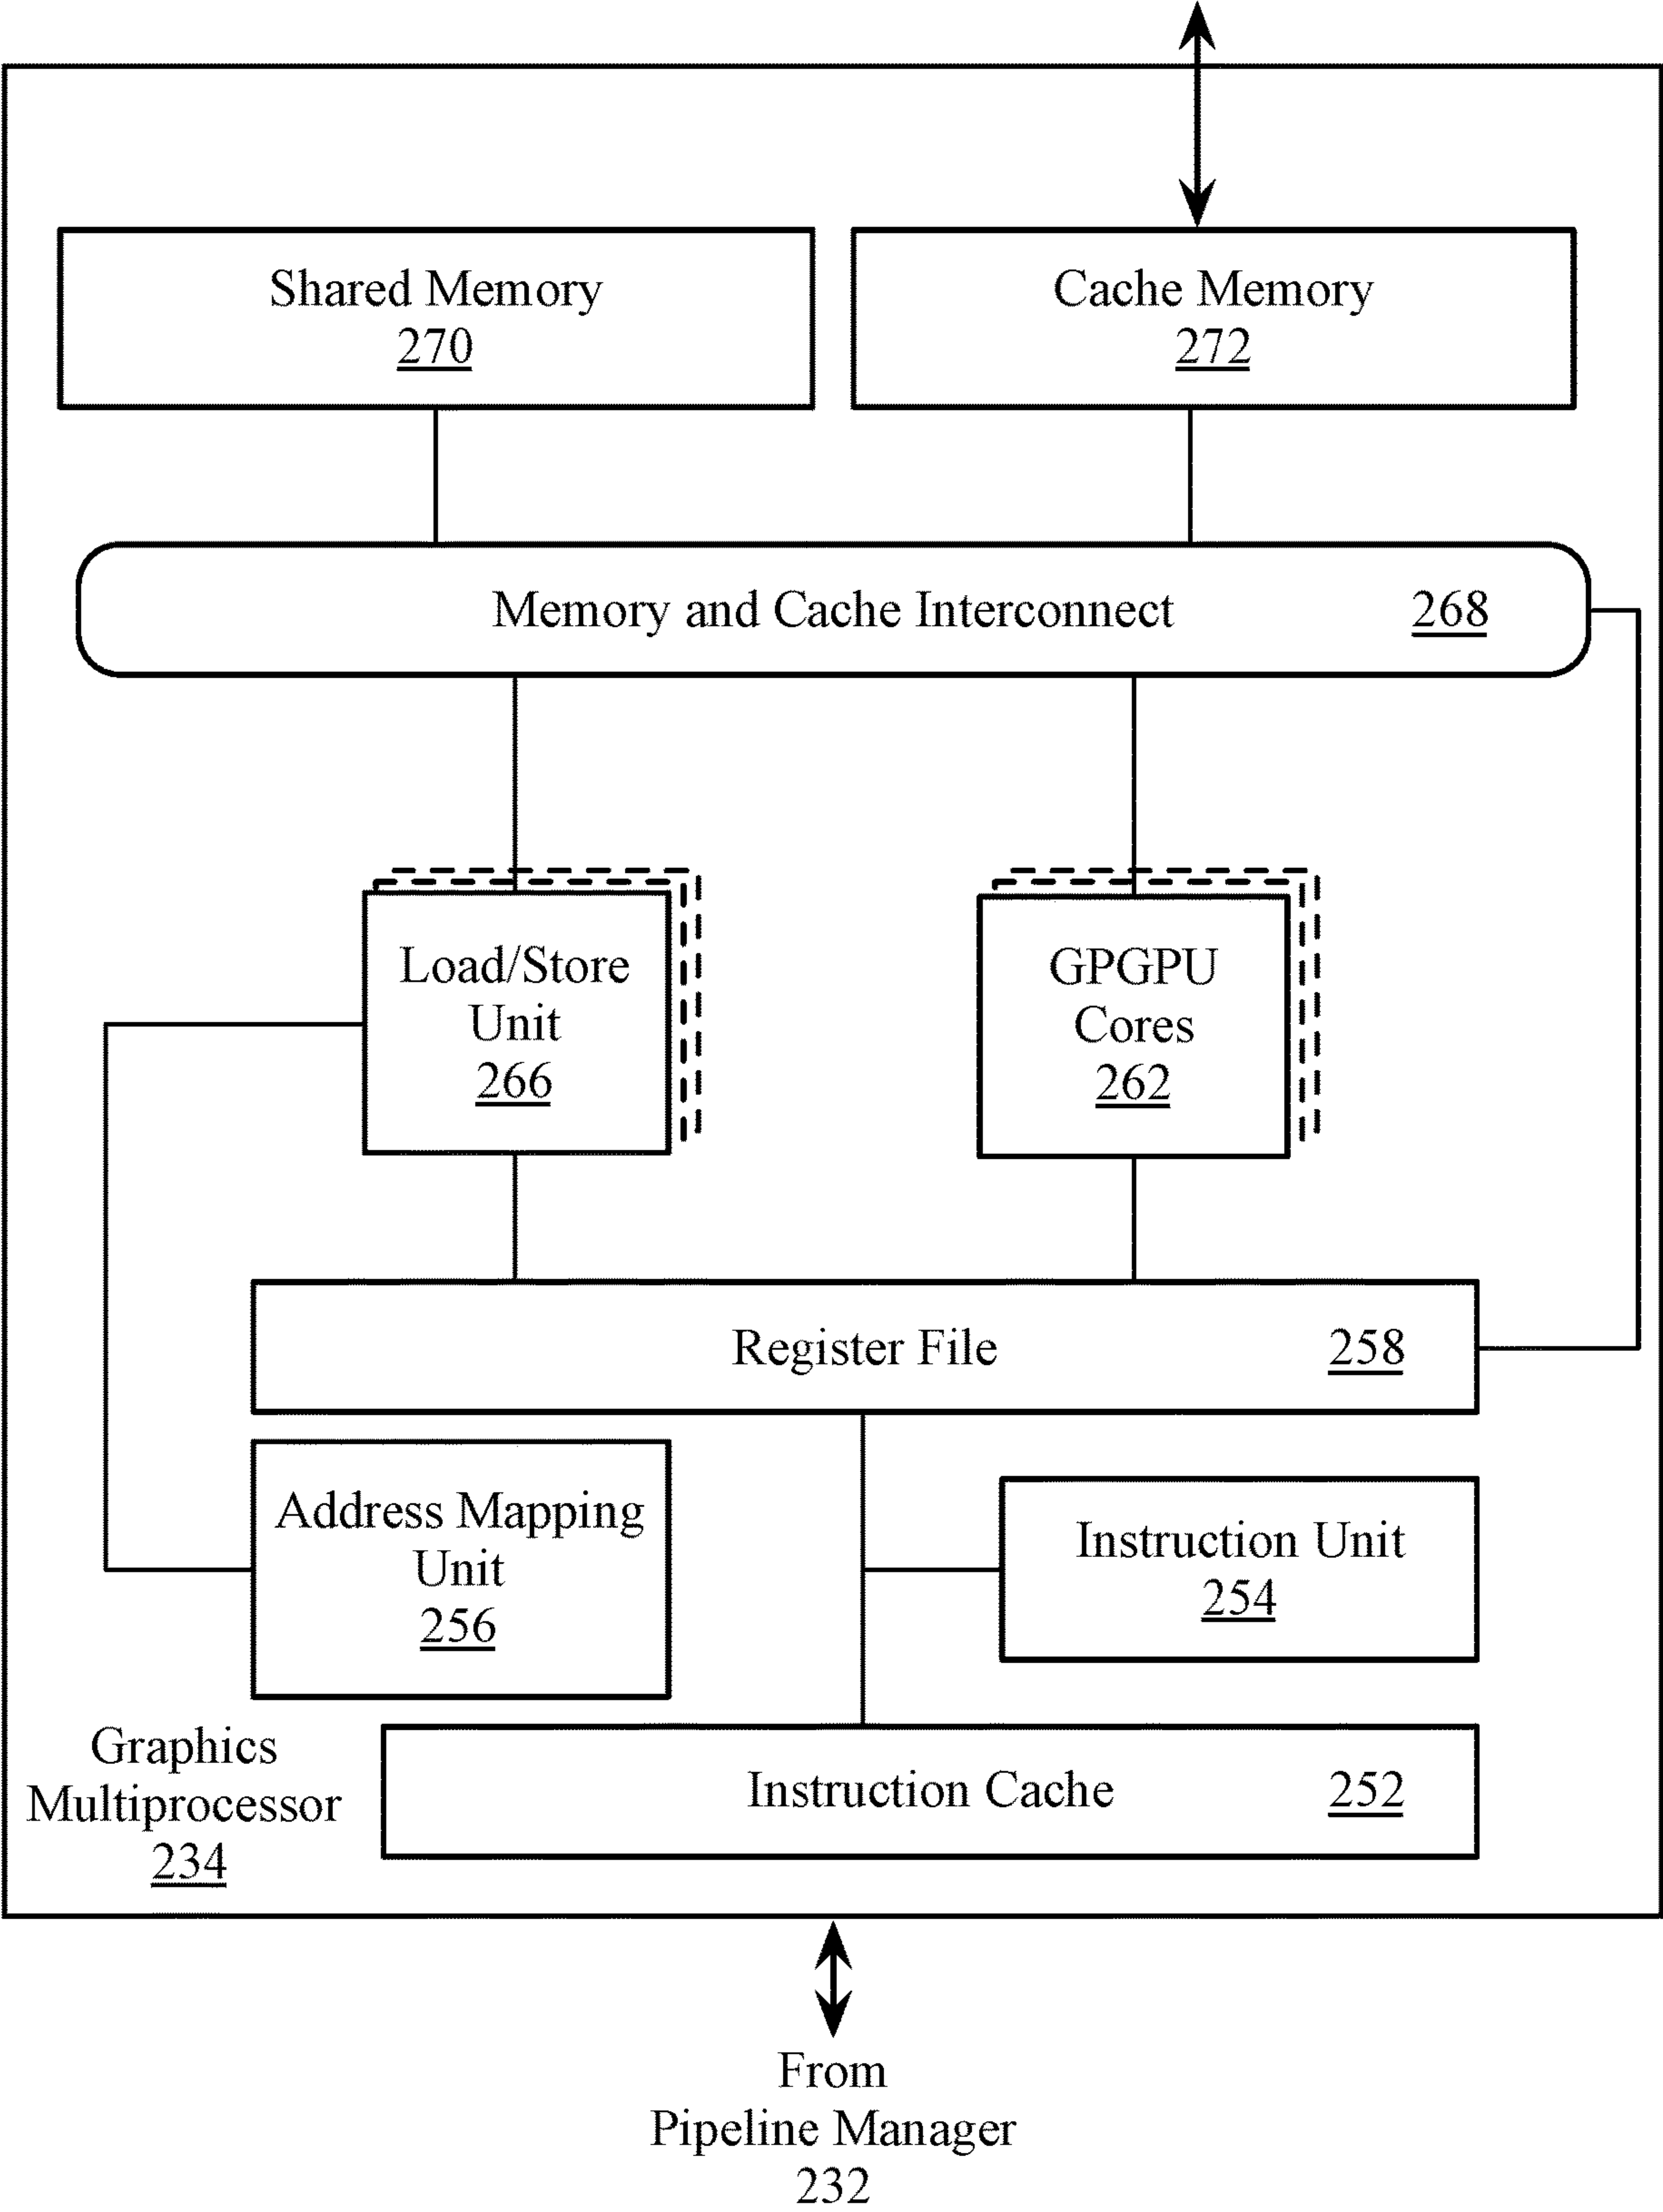 Shared Memory
270
Cache Memory
272
Memory and Cache Interconnect 268
Load/Store
Unit
266
GPGPU
Cores
262
Register File 258
Address Mapping
Unit
256
Instruction Unit
254
Graphics
Multiprocessor
234
Instruction Cache 252
From
Pipeline Manager
232